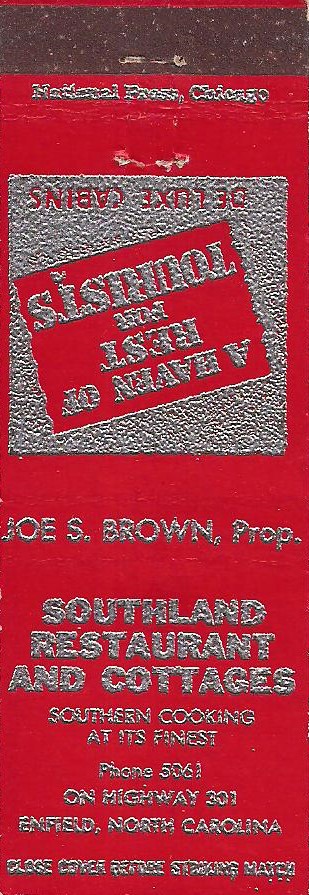 National Press, Chicago
A HAVEN OF
REST
FOR
TOURISTS
DE LUXE CABINS
JOE S. BROWN, Prop.
SOUTHLAND
RESTAURANT
AND COTTAGES
SOUTHERN COOKING
AT ITS FINEST
Phone 5061
ON HIGHWAY 301
ENFIELD, NORTH CAROLINA
CLOSE COVER BEFORE STRIKING MATCH